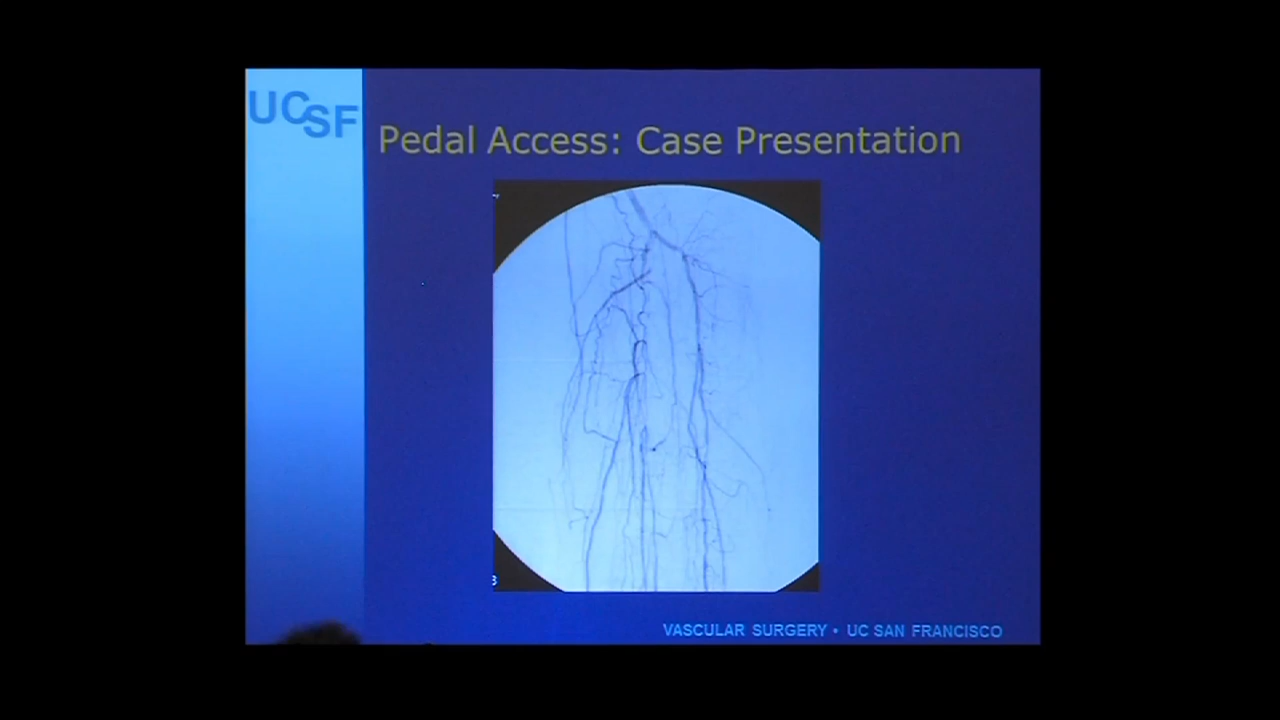 UCSF
Pedal Access: Case Presentation
VASCULAR SURGERY • UC SAN FRANCISCO